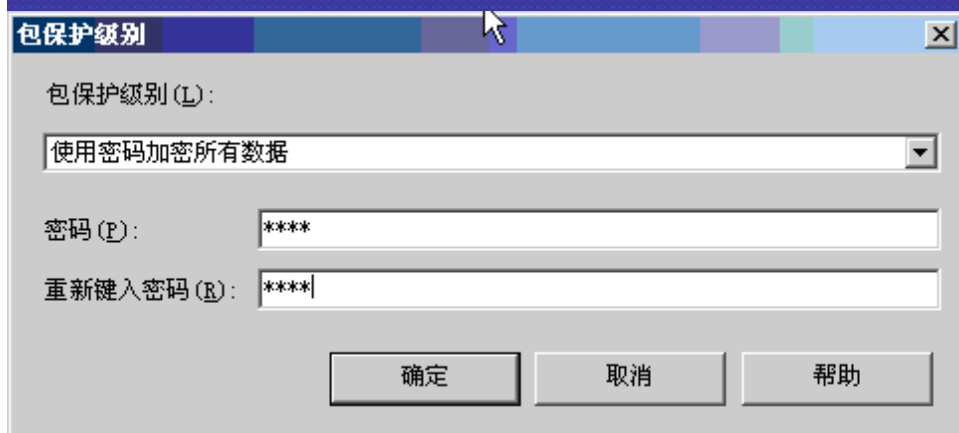 包保护级别
包保护级别(L):
使用密码加密所有数据
密码(P): ****
重新键入密码(R): ****
确定 取消 帮助